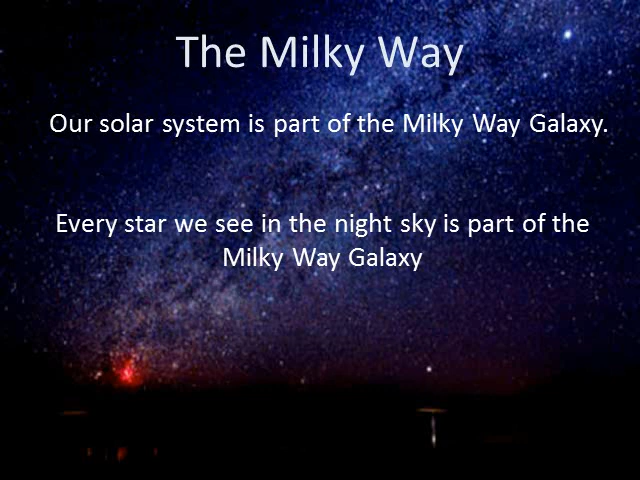 The Milky Way
Our solar system is part of the Milky Way Galaxy.
Every star we see in the night sky is part of the
Milky Way Galaxy